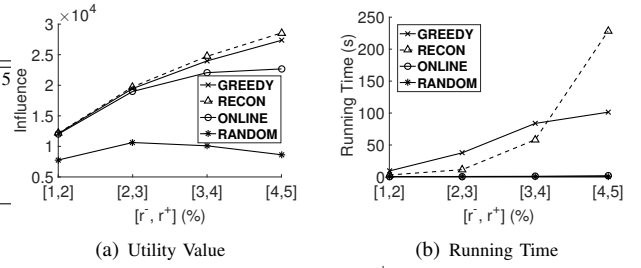 ×10⁴
3
2.5
2
1.5
1
0.5
Influence
GREEDY
RECON
ONLINE
RANDOM
[1,2] [2,3] [3,4] [4,5]
[r⁻, r⁺] (%)
(a) Utility Value
250
200
150
100
50
0
Running Time (s)
GREEDY
RECON
ONLINE
RANDOM
[1,2] [2,3] [3,4] [4,5]
[r⁻, r⁺] (%)
(b) Running Time
5